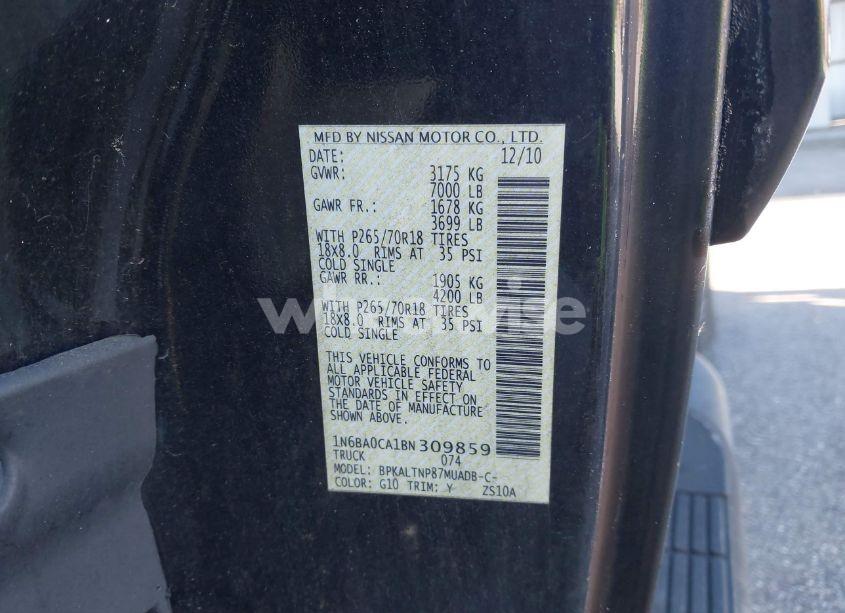 MFD BY NISSAN MOTOR CO., LTD.
DATE: 12/10
GVWR: 3175 KG
7000 LB
GAWR FR.: 1678 KG
3699 LB
WITH P265/70R18 TIRES
18X8.0 RIMS AT 35 PSI
COLD SINGLE
GAWR RR.: 1905 KG
4200 LB
WITH P265/70R18 TIRES
18X8.0 RIMS AT 35 PSI
COLD SINGLE
THIS VEHICLE CONFORMS TO
ALL APPLICABLE FEDERAL
MOTOR VEHICLE SAFETY
STANDARDS IN EFFECT ON
THE DATE OF MANUFACTURE
SHOWN ABOVE.
1N6BA0CA1BN 309859
TRUCK 074
MODEL: BPKALTNP87MUADB-C-
COLOR: G10 TRIM: Y ZS10A